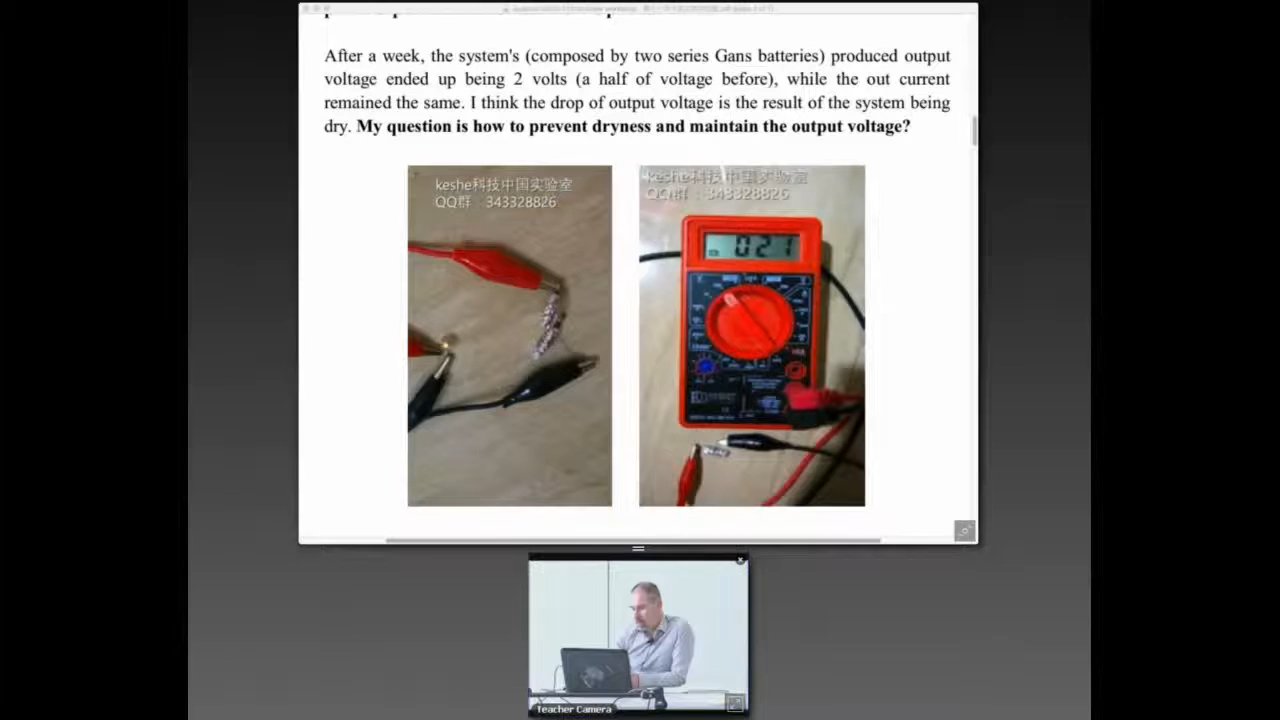 After a week, the system's (composed by two series Gans batteries) produced output
voltage ended up being 2 volts (a half of voltage before), while the out current
remained the same. I think the drop of output voltage is the result of the system being
dry. My question is how to prevent dryness and maintain the output voltage?
keshe科技中国实验室
QQ群：343328826
keshe科技中国实验室
QQ群：343328826
021
Teacher Camera